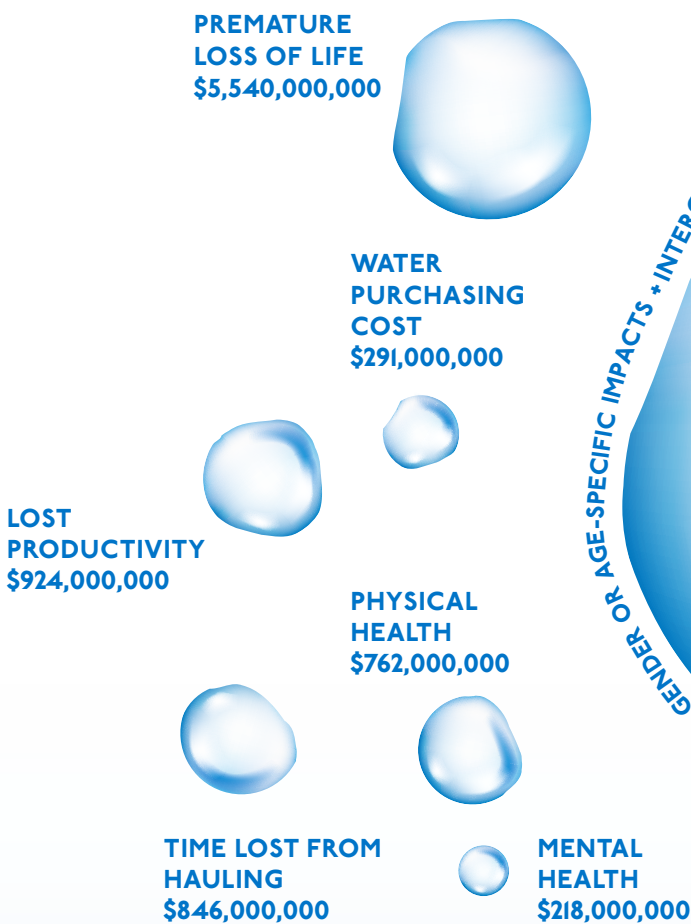 PREMATURE
LOSS OF LIFE
$5,540,000,000
WATER
PURCHASING
COST
$291,000,000
LOST
PRODUCTIVITY
$924,000,000
PHYSICAL
HEALTH
$762,000,000
TIME LOST FROM
HAULING
$846,000,000
MENTAL
HEALTH
$218,000,000
GENDER OR AGE-SPECIFIC IMPACTS +